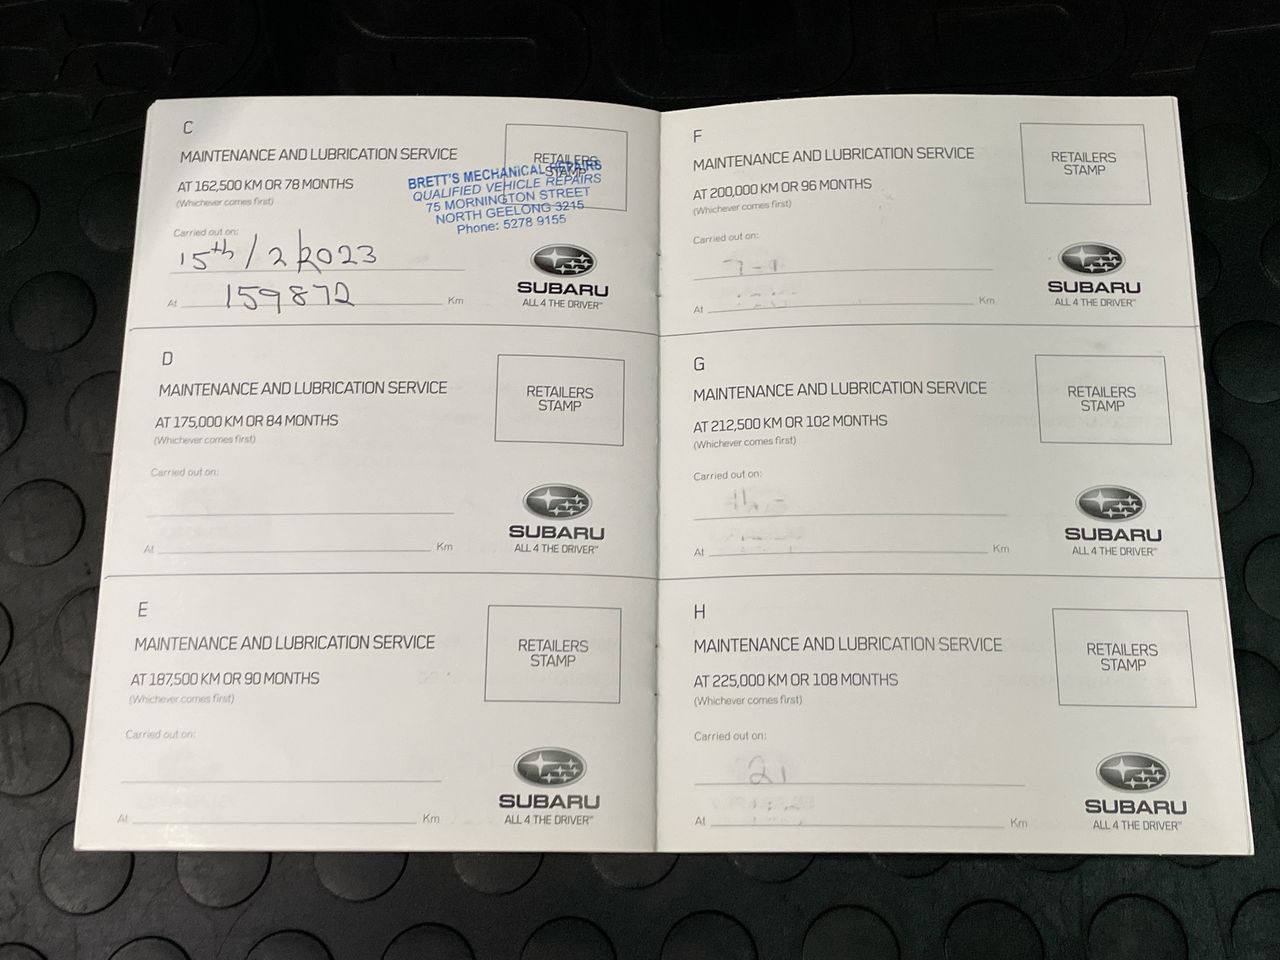 C
MAINTENANCE AND LUBRICATION SERVICE
AT 162,500 KM OR 78 MONTHS
(Whichever comes first)
RETAILERS
STAMP
BRETT'S MECHANICAL REPAIRS
QUALIFIED VEHICLE REPAIRS
75 MORNINGTON STREET
NORTH GEELONG 3215
Phone: 5278 9155
Carried out on:
15th/2/2023
At 159872 Km
SUBARU
ALL 4 THE DRIVER™
D
MAINTENANCE AND LUBRICATION SERVICE
AT 175,000 KM OR 84 MONTHS
(Whichever comes first)
RETAILERS
STAMP
Carried out on:
At Km
SUBARU
ALL 4 THE DRIVER™
E
MAINTENANCE AND LUBRICATION SERVICE
AT 187,500 KM OR 90 MONTHS
(Whichever comes first)
RETAILERS
STAMP
Carried out on:
At Km
SUBARU
ALL 4 THE DRIVER™
F
MAINTENANCE AND LUBRICATION SERVICE
AT 200,000 KM OR 96 MONTHS
(Whichever comes first)
RETAILERS
STAMP
Carried out on:
At Km
SUBARU
ALL 4 THE DRIVER™
G
MAINTENANCE AND LUBRICATION SERVICE
AT 212,500 KM OR 102 MONTHS
(Whichever comes first)
RETAILERS
STAMP
Carried out on:
At Km
SUBARU
ALL 4 THE DRIVER™
H
MAINTENANCE AND LUBRICATION SERVICE
AT 225,000 KM OR 108 MONTHS
(Whichever comes first)
RETAILERS
STAMP
Carried out on:
21
At Km
SUBARU
ALL 4 THE DRIVER™